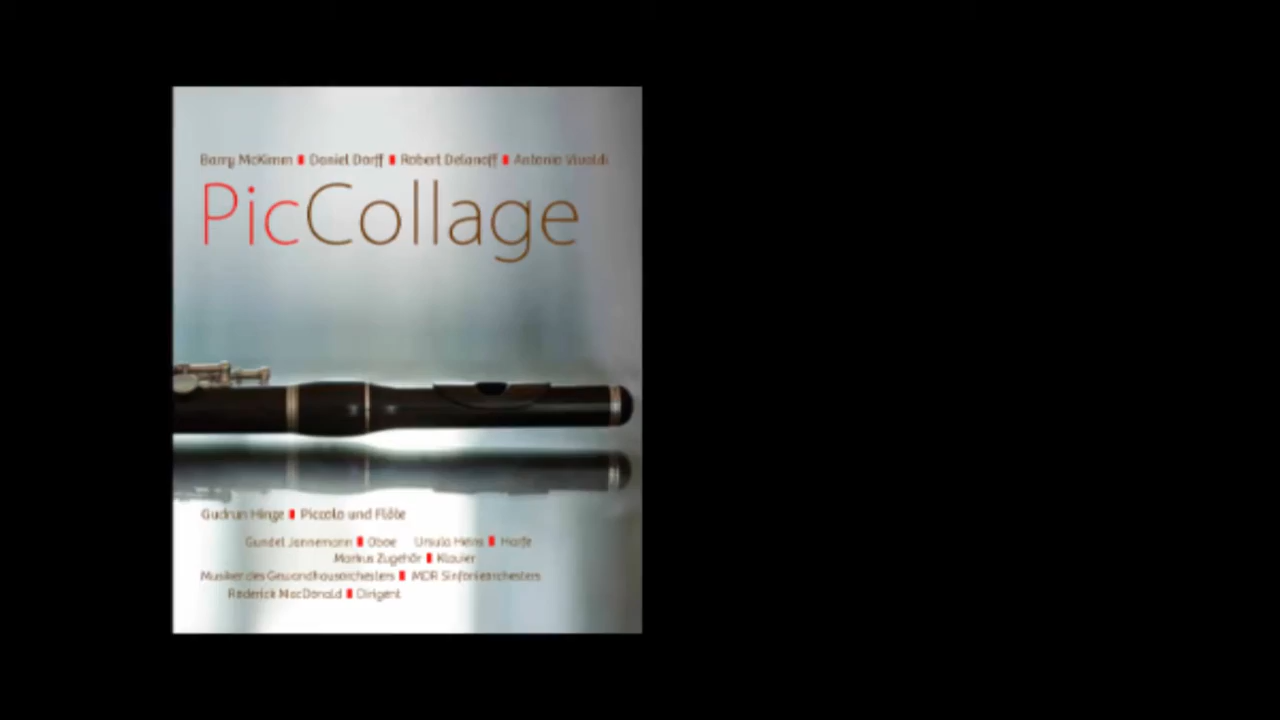 Barry McKimm ▮ Daniel Dorff ▮ Robert Delanoff ▮ Antonio Vivaldi
PicCollage
Gudrun Hinze ▮ Piccolo und Flöte
Gundel Jannemann ▮ Oboe Ursula Heins ▮ Harfe
Markus Zugehör ▮ Klavier
Musiker des Gewandhausorchesters ▮ MDR Sinfonieorchesters
Roderick MacDonald ▮ Dirigent